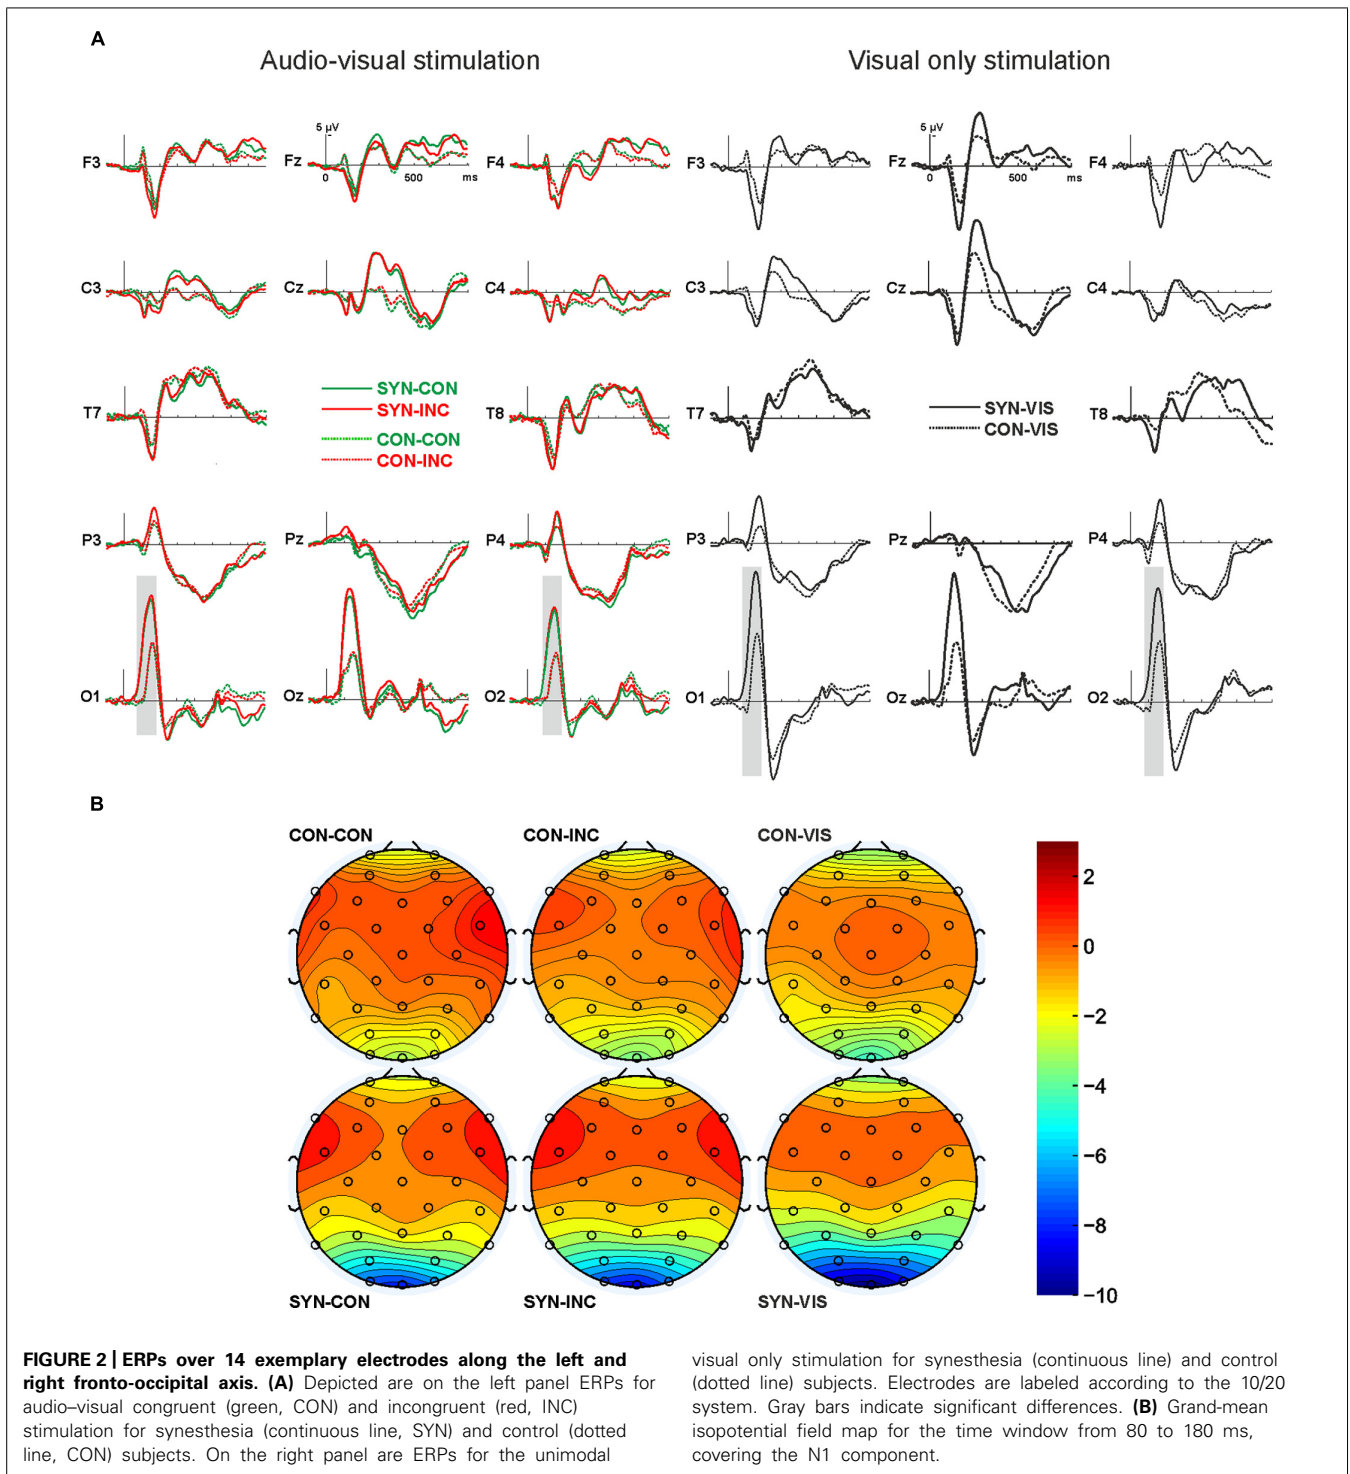 A
Audio-visual stimulation
Visual only stimulation
F3
5 µV
Fz
0
500
ms
F4
F3
5 µV
Fz
0
500
ms
F4
C3
Cz
C4
C3
Cz
C4
T7
SYN-CON
SYN-INC
CON-CON
CON-INC
T8
T7
SYN-VIS
CON-VIS
T8
P3
Pz
P4
P3
Pz
P4
O1
Oz
O2
O1
Oz
O2
B
CON-CON
CON-INC
CON-VIS
2
0
−2
−4
−6
−8
−10
SYN-CON
SYN-INC
SYN-VIS
FIGURE 2 | ERPs over 14 exemplary electrodes along the left and
right fronto-occipital axis. (A) Depicted are on the left panel ERPs for
audio–visual congruent (green, CON) and incongruent (red, INC)
stimulation for synesthesia (continuous line, SYN) and control (dotted
line, CON) subjects. On the right panel are ERPs for the unimodal
visual only stimulation for synesthesia (continuous line) and control
(dotted line) subjects. Electrodes are labeled according to the 10/20
system. Gray bars indicate significant differences. (B) Grand-mean
isopotential field map for the time window from 80 to 180 ms,
covering the N1 component.